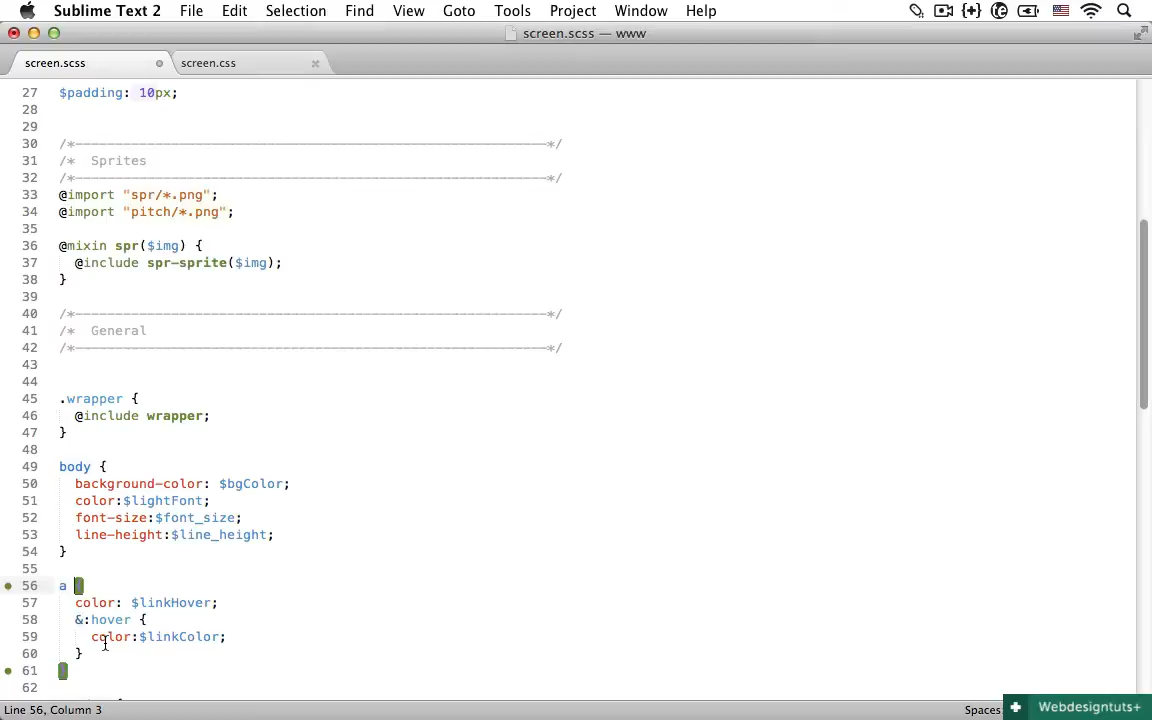 Sublime Text 2 File Edit Selection Find View Goto Tools Project Window Help
screen.scss — www
screen.scss screen.css
27 $padding: 10px;
28
29
30 /*———————————————————————————————*/
31 /* Sprites
32 /*———————————————————————————————*/
33 @import "spr/*.png";
34 @import "pitch/*.png";
35
36 @mixin spr($img) {
37 @include spr-sprite($img);
38 }
39
40 /*———————————————————————————————*/
41 /* General
42 /*———————————————————————————————*/
43
44
45 .wrapper {
46 @include wrapper;
47 }
48
49 body {
50 background-color: $bgColor;
51 color:$lightFont;
52 font-size:$font_size;
53 line-height:$line_height;
54 }
55
56 a {
57 color: $linkHover;
58 &:hover {
59 color:$linkColor;
60 }
61 }
62
Line 56, Column 3
Spaces:
Webdesigntuts+